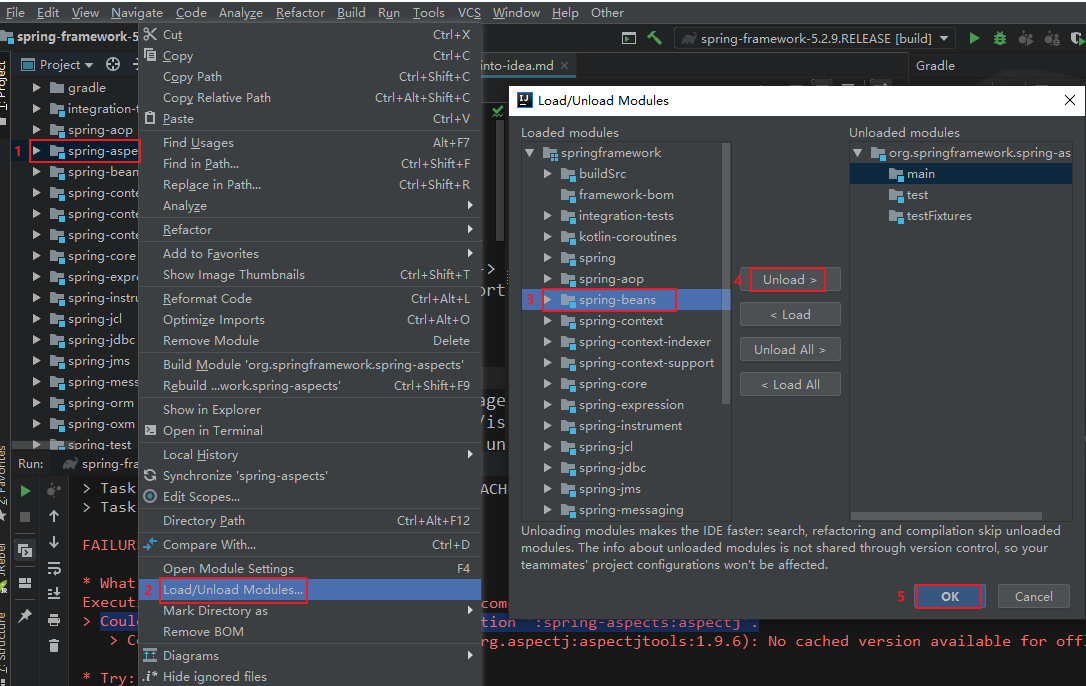 File Edit View Navigate Code Analyze Refactor Build Run Tools VCS Window Help Other
spring-framework-5
spring-framework-5.2.9.RELEASE [build]
1: Project
Project
into-idea.md
Gradle
gradle
integration-t
spring-aop
1
spring-aspe
spring-bean
spring-conte
spring-conte
spring-conte
spring-core
spring-expre
spring-instru
spring-jcl
spring-jdbc
spring-jms
spring-mess
spring-orm
spring-oxm
spring-test
Cut Ctrl+X
Copy Ctrl+C
Copy Path Ctrl+Shift+C
Copy Relative Path Ctrl+Alt+Shift+C
Paste Ctrl+V
Find Usages Alt+F7
Find in Path... Ctrl+Shift+F
Replace in Path... Ctrl+Shift+R
Analyze
Refactor
Add to Favorites
Show Image Thumbnails Ctrl+Shift+T
Reformat Code Ctrl+Alt+L
Optimize Imports Ctrl+Alt+O
Remove Module Delete
Build Module 'org.springframework.spring-aspects'
Rebuild ...work.spring-aspects' Ctrl+Shift+F9
Show in Explorer
Open in Terminal
Local History
Synchronize 'spring-aspects'
Edit Scopes...
Directory Path Ctrl+Alt+F12
Compare With... Ctrl+D
Open Module Settings F4
2 Load/Unload Modules...
Mark Directory as
Remove BOM
Diagrams
.i* Hide ignored files
Load/Unload Modules
Loaded modules
springframework
buildSrc
framework-bom
integration-tests
kotlin-coroutines
spring
spring-aop
3 spring-beans
spring-context
spring-context-indexer
spring-context-support
spring-core
spring-expression
spring-instrument
spring-jcl
spring-jdbc
spring-jms
spring-messaging
4 Unload >
< Load
Unload All >
< Load All
Unloaded modules
org.springframework.spring-as
main
test
testFixtures
Unloading modules makes the IDE faster: search, refactoring and compilation skip unloaded
modules. The info about unloaded modules is not shared through version control, so your
teammates' project configurations won't be affected.
5 OK Cancel
2: Favorites
JRebel
7: Structure
Run: spring-fra
> Task
> Task ACH
FAILUR
* What
Executi com
> Coul tion ':spring-aspects:aspectj'.
> Co rg.aspectj:aspectjtools:1.9.6): No cached version available for offl
* Try: